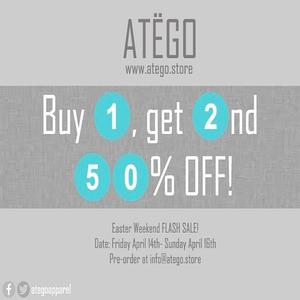 ATËGO
www.atëgo.store
Buy 1, get 2nd
50% OFF!
Easter Weekend FLASH SALE!
Date: Friday April 14th- Sunday April 16th
Pre-order at info@atego.store
ategoapparel